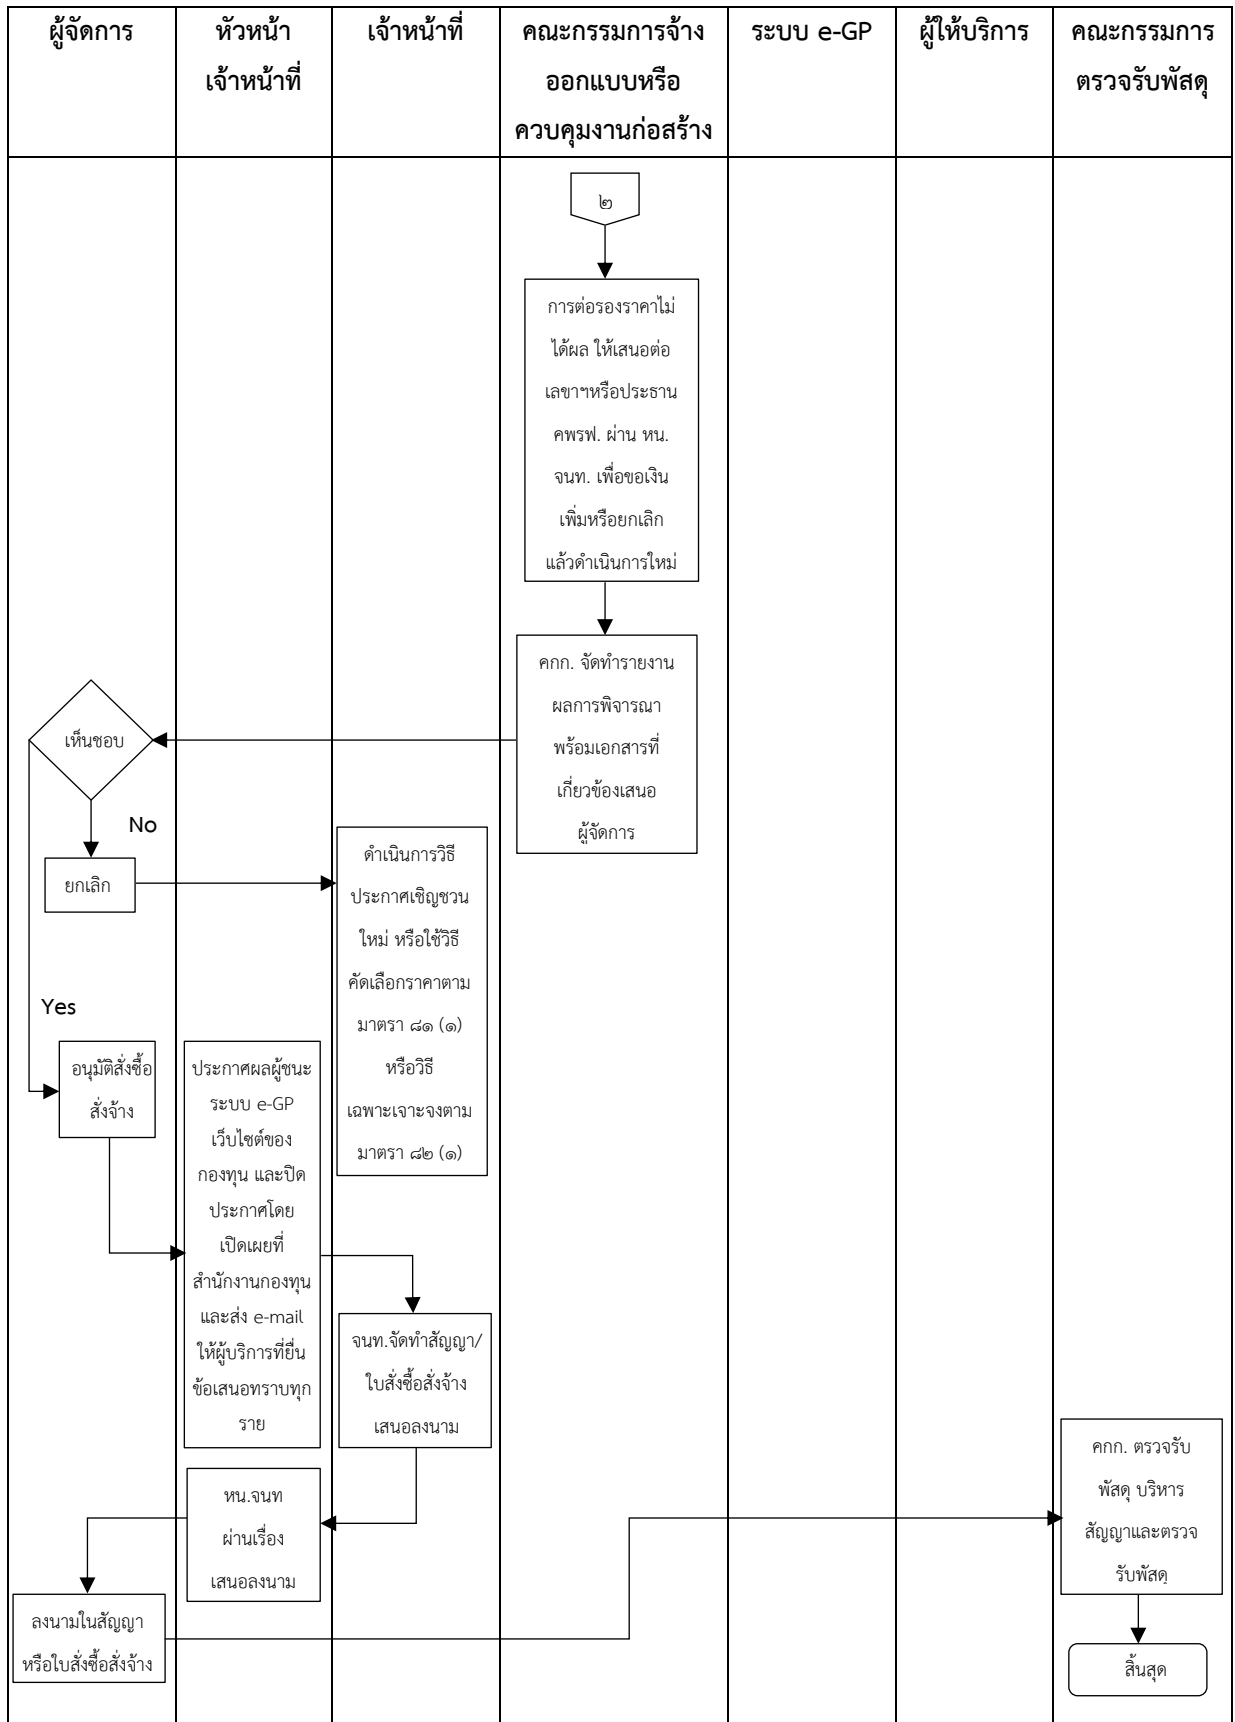 ผู้จัดการ
หัวหน้า
เจ้าหน้าที่
เจ้าหน้าที่
คณะกรรมการจ้าง
ออกแบบหรือ
ควบคุมงานก่อสร้าง
ระบบ e-GP
ผู้ให้บริการ
คณะกรรมการ
ตรวจรับพัสดุ
๒
การต่อรองราคาไม่
ได้ผล ให้เสนอต่อ
เลขาฯหรือประธาน
คพรฟ. ผ่าน หน.
จนท. เพื่อขอเงิน
เพิ่มหรือยกเลิก
แล้วดำเนินการใหม่
คกก. จัดทำรายงาน
ผลการพิจารณา
พร้อมเอกสารที่
เกี่ยวข้องเสนอ
ผู้จัดการ
เห็นชอบ
No
ยกเลิก
ดำเนินการวิธี
ประกาศเชิญชวน
ใหม่ หรือใช้วิธี
คัดเลือกราคาตาม
มาตรา ๘๑ (๑)
หรือวิธี
เฉพาะเจาะจงตาม
มาตรา ๘๒ (๑)
Yes
อนุมัติสั่งซื้อ
สั่งจ้าง
ประกาศผลผู้ชนะ
ระบบ e-GP
เว็บไซต์ของ
กองทุน และปิด
ประกาศโดย
เปิดเผยที่
สำนักงานกองทุน
และส่ง e-mail
ให้ผู้บริการที่ยื่น
ข้อเสนอทราบทุก
ราย
จนท.จัดทำสัญญา/
ใบสั่งซื้อสั่งจ้าง
เสนอลงนาม
หน.จนท
ผ่านเรื่อง
เสนอลงนาม
ลงนามในสัญญา
หรือใบสั่งซื้อสั่งจ้าง
คกก. ตรวจรับ
พัสดุ บริหาร
สัญญาและตรวจ
รับพัสดุ
สิ้นสุด